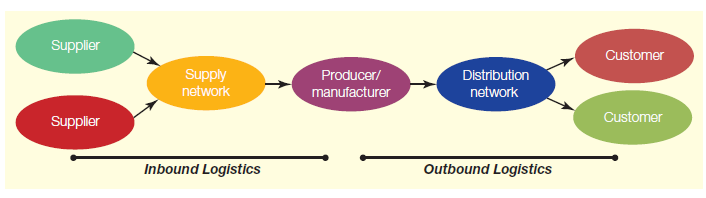 Supplier
Supplier
Supply
network
Producer/
manufacturer
Distribution
network
Customer
Customer
Inbound Logistics
Outbound Logistics